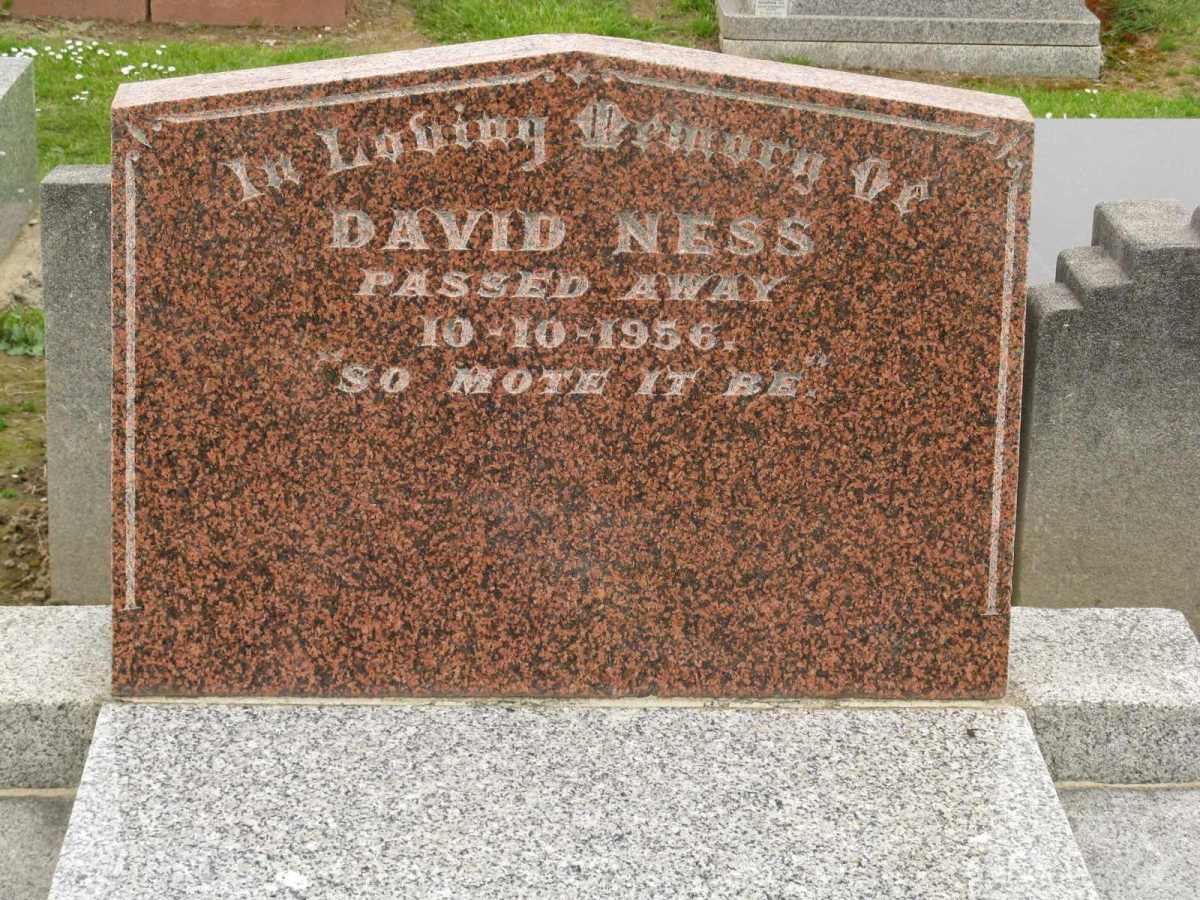 In Loving Memory Of
DAVID NESS
PASSED AWAY
10-10-1956.
"SO MOTE IT BE."